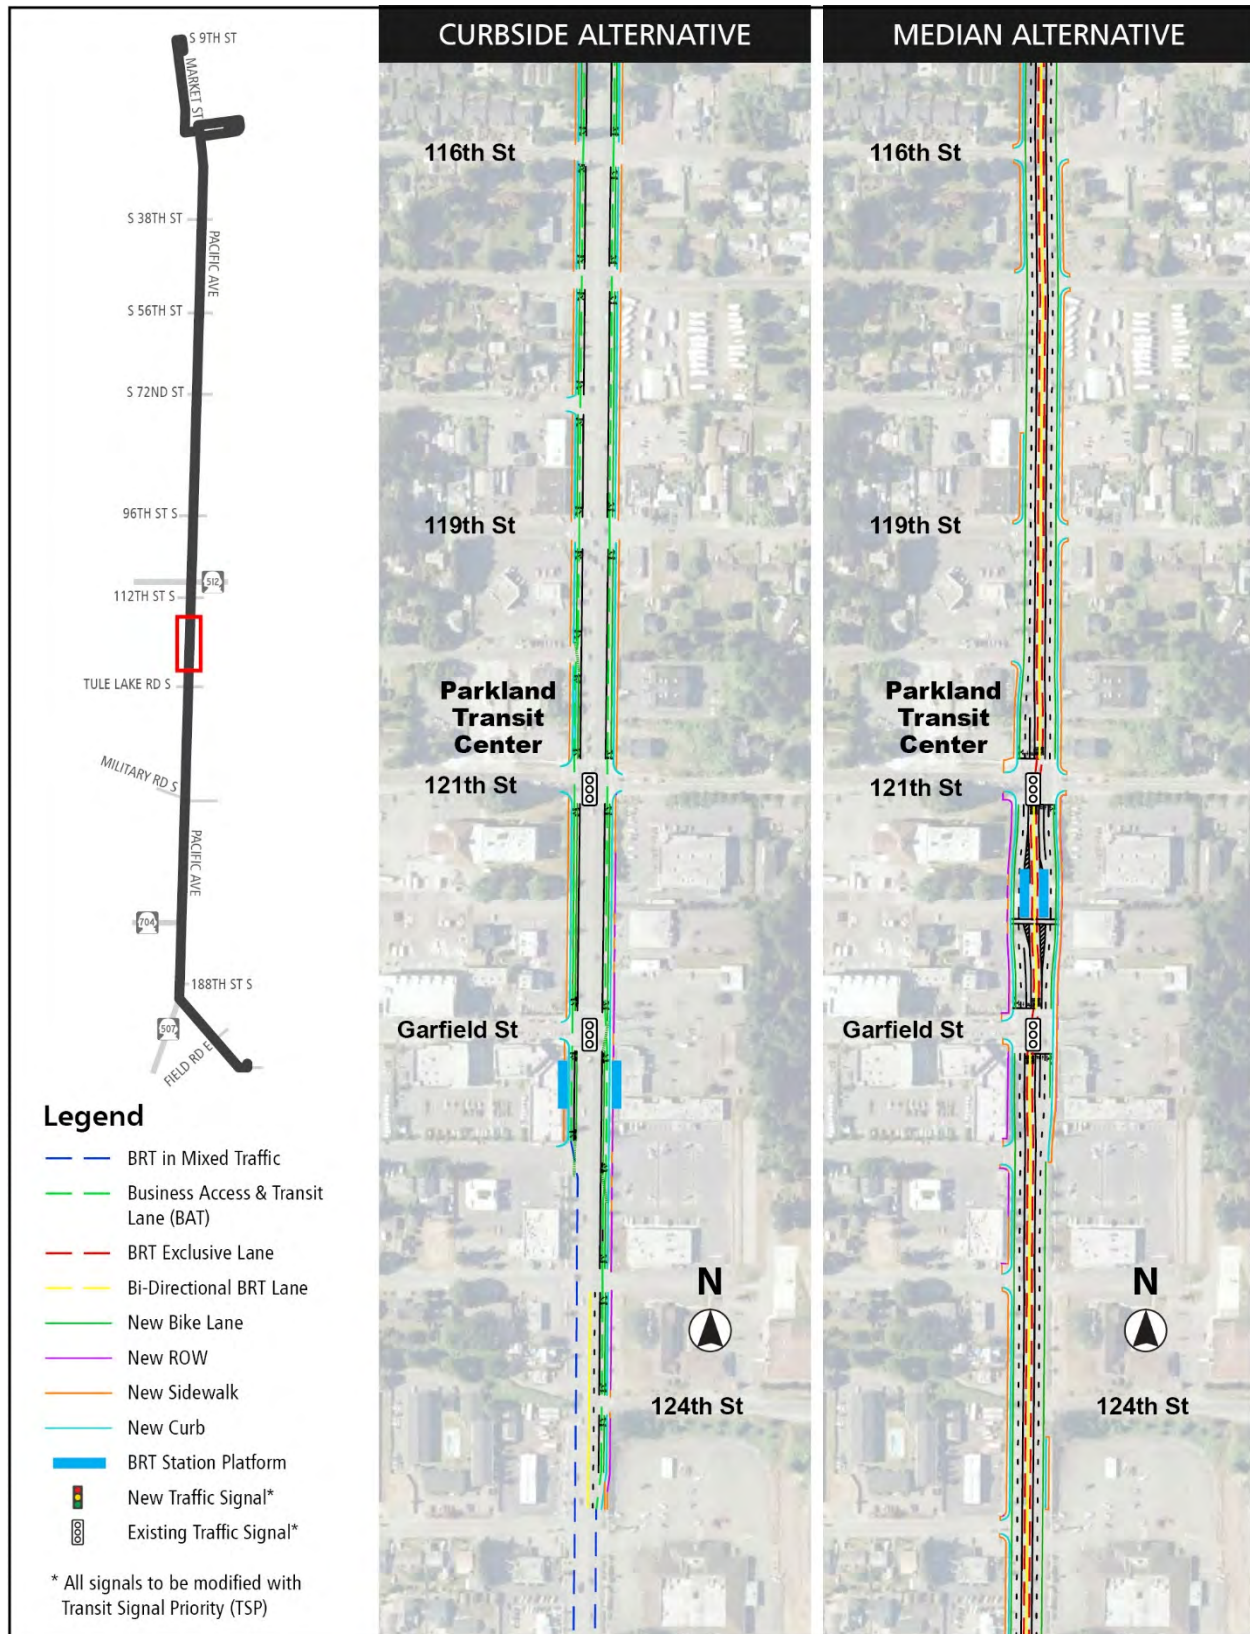 CURBSIDE ALTERNATIVE
MEDIAN ALTERNATIVE
S 9TH ST
MARKET ST
S 38TH ST
PACIFIC AVE
S 56TH ST
S 72ND ST
96TH ST S
512
112TH ST S
TULE LAKE RD S
MILITARY RD S
PACIFIC AVE
704
188TH ST S
507
FIELD RD E
Legend
BRT in Mixed Traffic
Business Access & Transit
Lane (BAT)
BRT Exclusive Lane
Bi-Directional BRT Lane
New Bike Lane
New ROW
New Sidewalk
New Curb
BRT Station Platform
New Traffic Signal*
Existing Traffic Signal*
* All signals to be modified with
Transit Signal Priority (TSP)
116th St
119th St
Parkland
Transit
Center
121th St
Garfield St
N
124th St
116th St
119th St
Parkland
Transit
Center
121th St
Garfield St
N
124th St